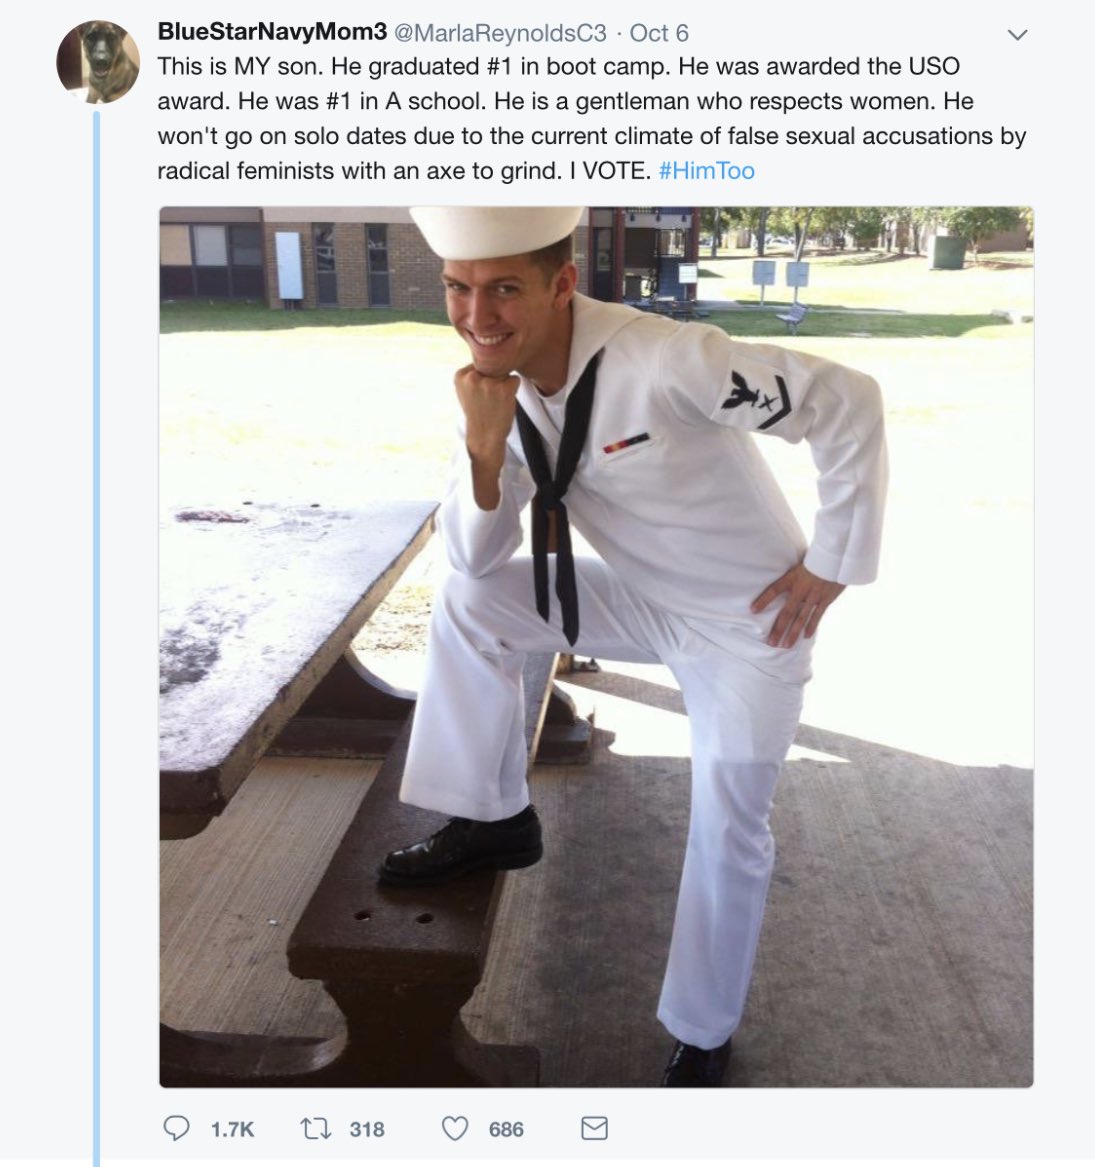 BlueStarNavyMom3 @MarlaReynoldsC3 · Oct 6
This is MY son. He graduated #1 in boot camp. He was awarded the USO
award. He was #1 in A school. He is a gentleman who respects women. He
won't go on solo dates due to the current climate of false sexual accusations by
radical feminists with an axe to grind. I VOTE. #HimToo
1.7K 318 686